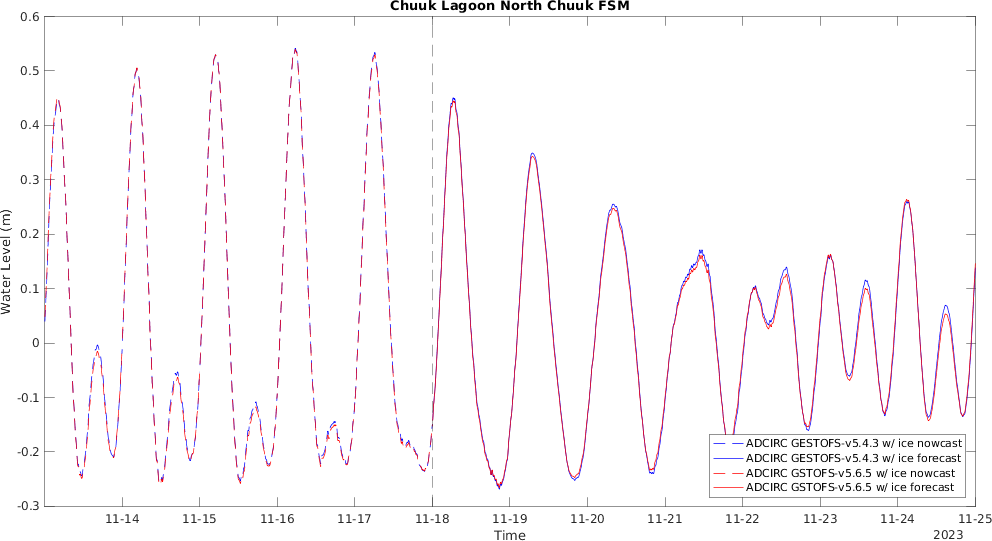 Chuuk Lagoon North Chuuk FSM
0.6
0.5
0.4
0.3
0.2
0.1
0
-0.1
-0.2
-0.3
Water Level (m)
ADCIRC GESTOFS-v5.4.3 w/ ice nowcast
ADCIRC GESTOFS-v5.4.3 w/ ice forecast
ADCIRC GSTOFS-v5.6.5 w/ ice nowcast
ADCIRC GSTOFS-v5.6.5 w/ ice forecast
11-14 11-15 11-16 11-17 11-18 11-19 11-20 11-21 11-22 11-23 11-24 11-25
Time
2023